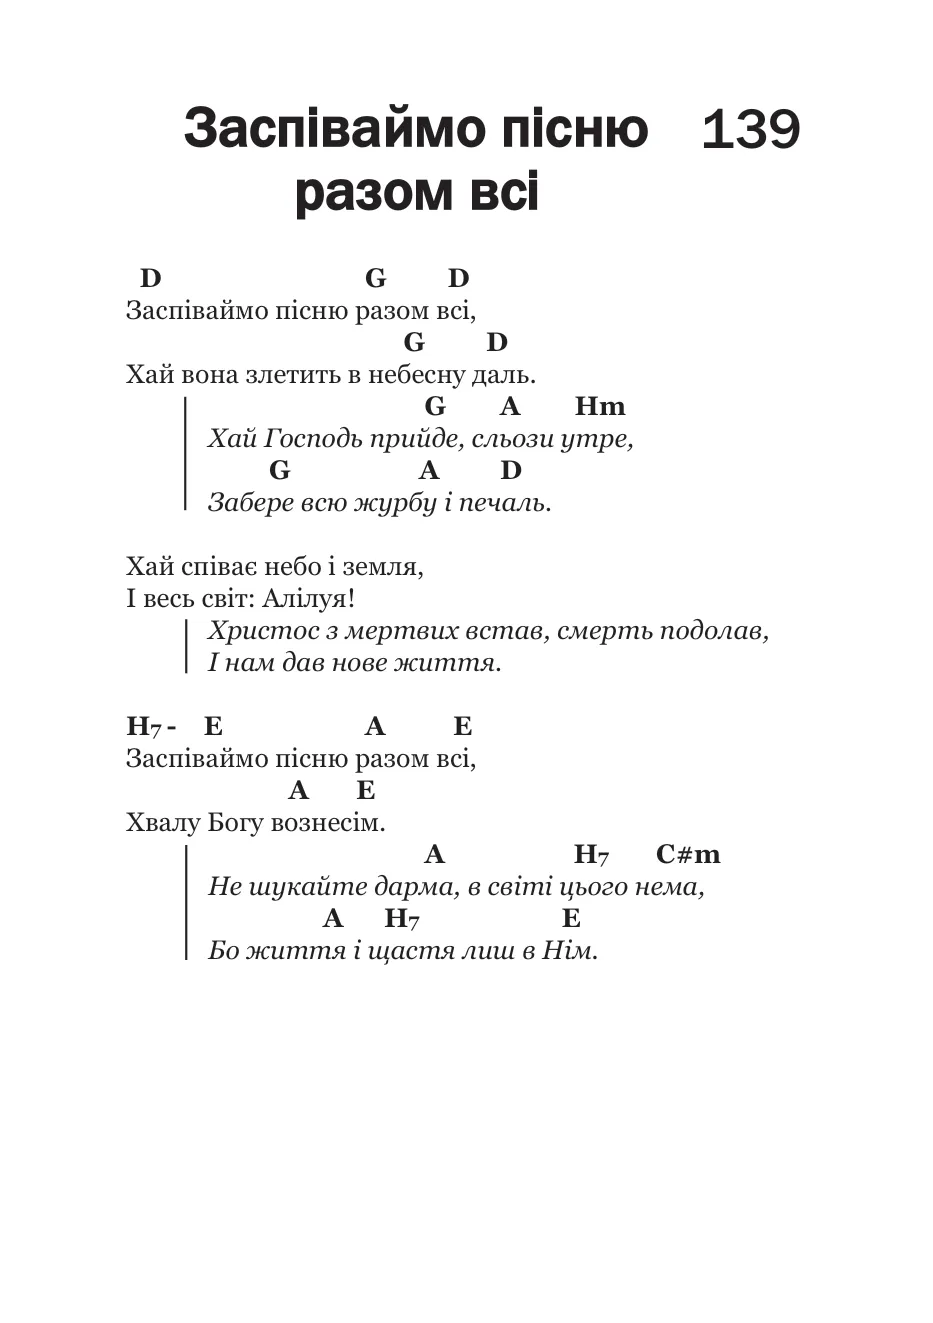 Заспіваймо пісню 139
разом всі
D G D
Заспіваймо пісню разом всі,
G D
Хай вона злетить в небесну даль.
G A Hm
Хай Господь прийде, сльози утре,
G A D
Забере всю журбу і печаль.
Хай співає небо і земля,
І весь світ: Алілуя!
Христос з мертвих встав, смерть подолав,
І нам дав нове життя.
H7 - E A E
Заспіваймо пісню разом всі,
A E
Хвалу Богу вознесім.
A H7 C#m
Не шукайте дарма, в світі цього нема,
A H7 E
Бо життя і щастя лиш в Нім.